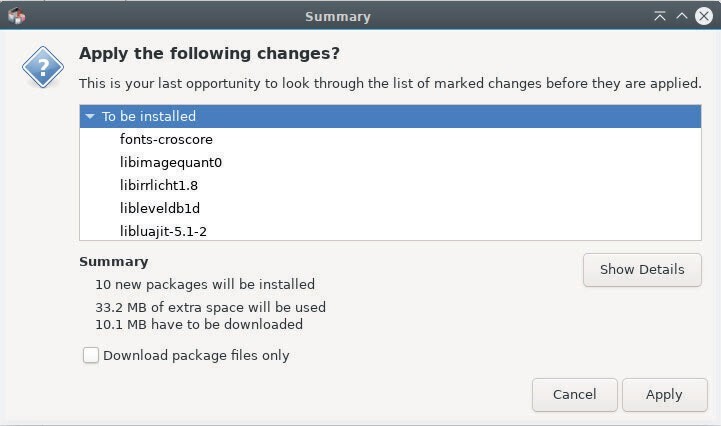 Summary
Apply the following changes?
This is your last opportunity to look through the list of marked changes before they are applied.
To be installed
fonts-croscore
libimagequant0
libirrlicht1.8
libleveldb1d
libluajit-5.1-2
Summary
10 new packages will be installed
33.2 MB of extra space will be used
10.1 MB have to be downloaded
Show Details
Download package files only
Cancel
Apply